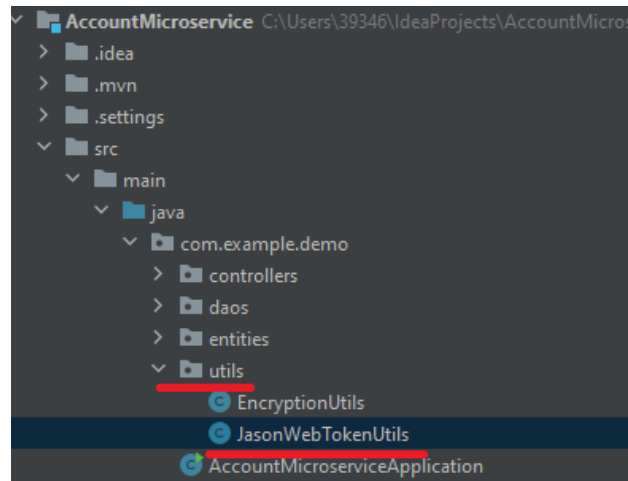 AccountMicroservice C:\Users\39346\IdeaProjects\AccountMicros
.idea
.mvn
.settings
src
main
java
com.example.demo
controllers
daos
entities
utils
EncryptionUtils
JasonWebTokenUtils
AccountMicroserviceApplication